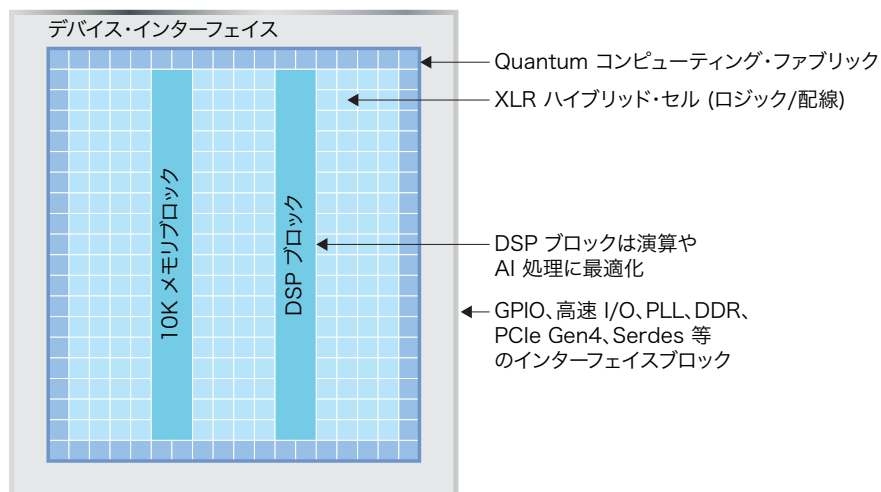 デバイス・インターフェイス
Quantum コンピューティング・ファブリック
XLR ハイブリッド・セル (ロジック/配線)
10K メモリブロック
DSP ブロック
DSP ブロックは演算や
AI 処理に最適化
GPIO、高速 I/O、PLL、DDR、
PCIe Gen4、Serdes 等
のインターフェイスブロック